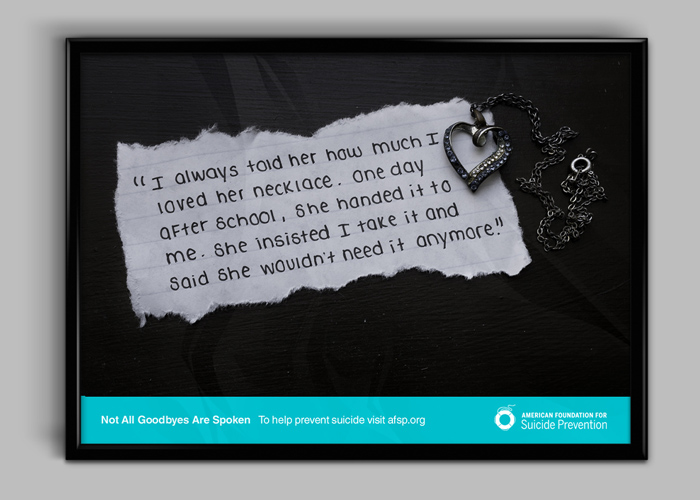 “I always told her how much I
loved her necklace. One day
after school, she handed it to
me. She insisted I take it and
said she wouldn't need it anymore.”
Not All Goodbyes Are Spoken To help prevent suicide visit afsp.org
AMERICAN FOUNDATION FOR
Suicide Prevention